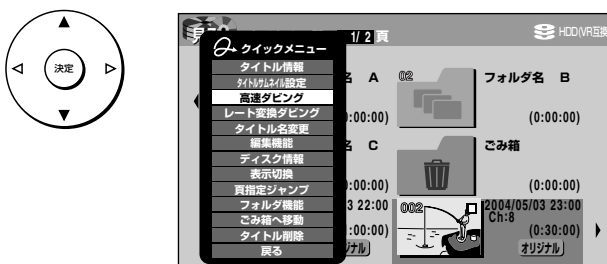 決定
見
1/ 2 頁
HDD(VR互換
クイックメニュー
タイトル情報
タイトルサムネイル設定
高速ダビング
レート変換ダビング
タイトル名変更
編集機能
ディスク情報
表示切換
頁指定ジャンプ
フォルダ機能
ごみ箱へ移動
タイトル削除
戻る
名 A
:00:00)
02
フォルダ名 B
(0:00:00)
名 C
:00:00)
ごみ箱
(0:00:00)
3 22:00
:00:00)
ジナル
002
2004/05/03 23:00
Ch:8
(0:30:00)
オリジナル